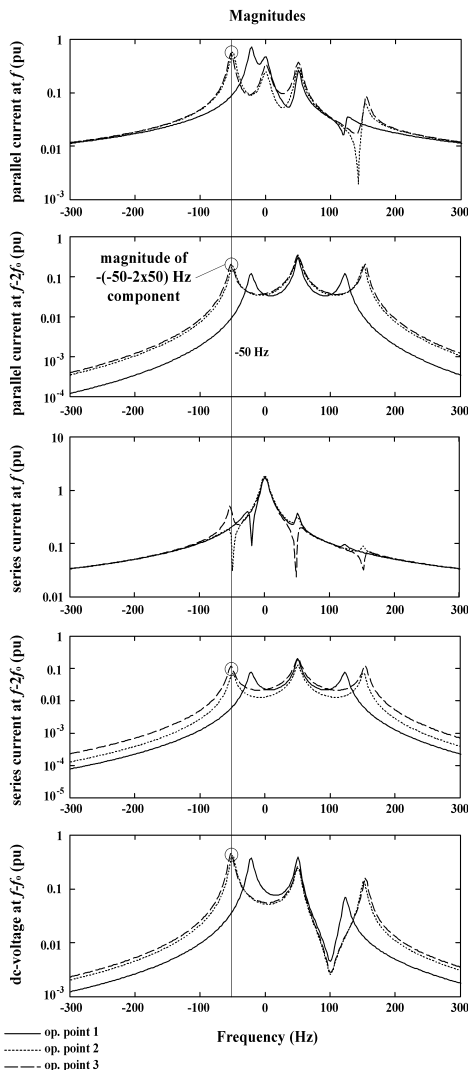 Magnitudes
parallel current at f (pu)
1
0.1
0.01
10-3
-300 -200 -100 0 100 200 300
parallel current at f-2fo (pu)
1
0.1
0.01
10-3
10-4
magnitude of
-(-50-2x50) Hz
component
-50 Hz
-300 -200 -100 0 100 200 300
series current at f (pu)
10
1
0.1
0.01
-300 -200 -100 0 100 200 300
series current at f-2fo (pu)
1
0.1
0.01
10-3
10-4
10-5
-300 -200 -100 0 100 200 300
dc-voltage at f-fo (pu)
1
0.1
0.01
10-3
-300 -200 -100 0 100 200 300
Frequency (Hz)
op. point 1
op. point 2
op. point 3